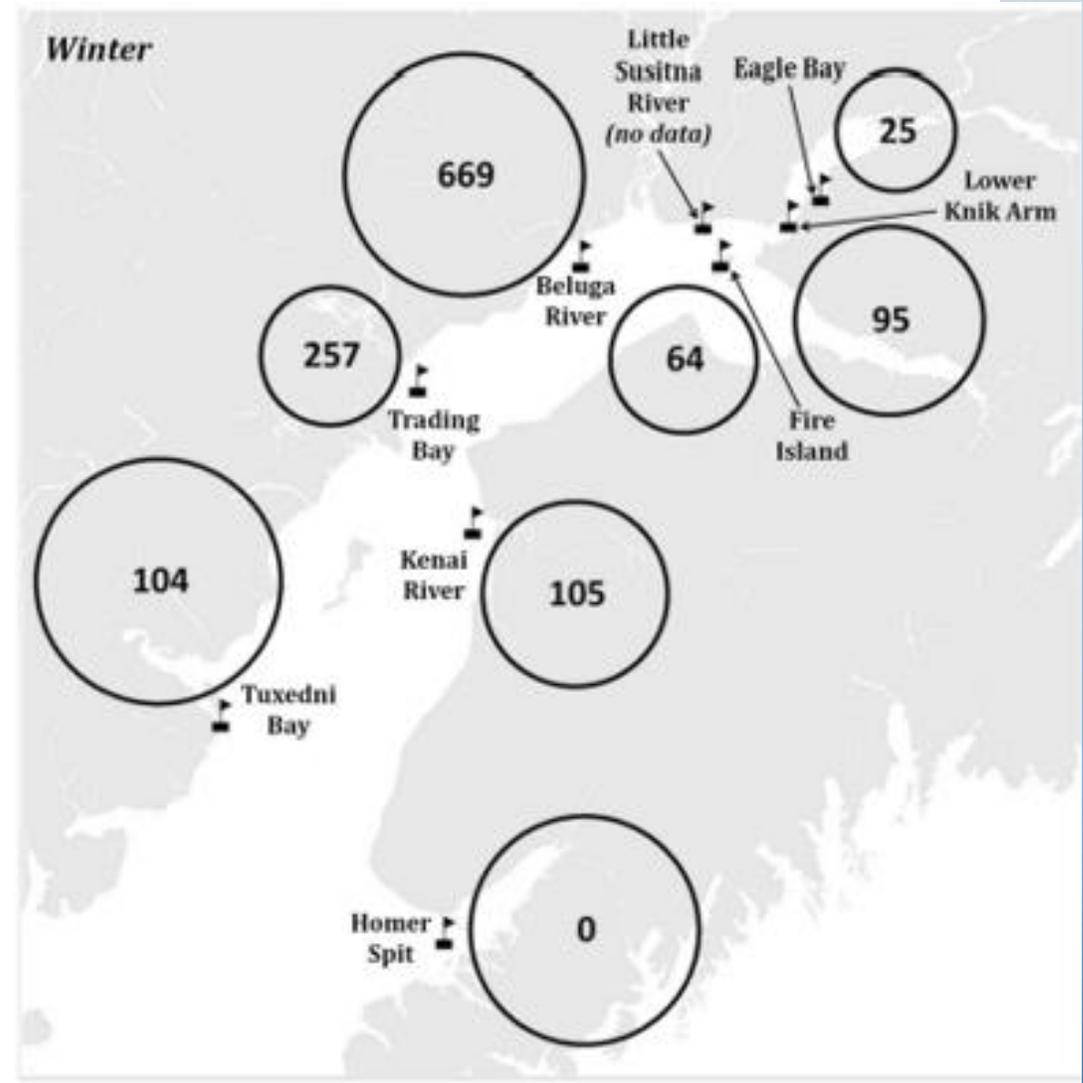 Winter
Little
Susitna
River
(no data)
Eagle Bay
25
669
Lower
Knik Arm
Beluga
River
95
257
64
Trading
Bay
Fire
Island
104
Kenai
River
105
Tuxedni
Bay
Homer
Spit
0